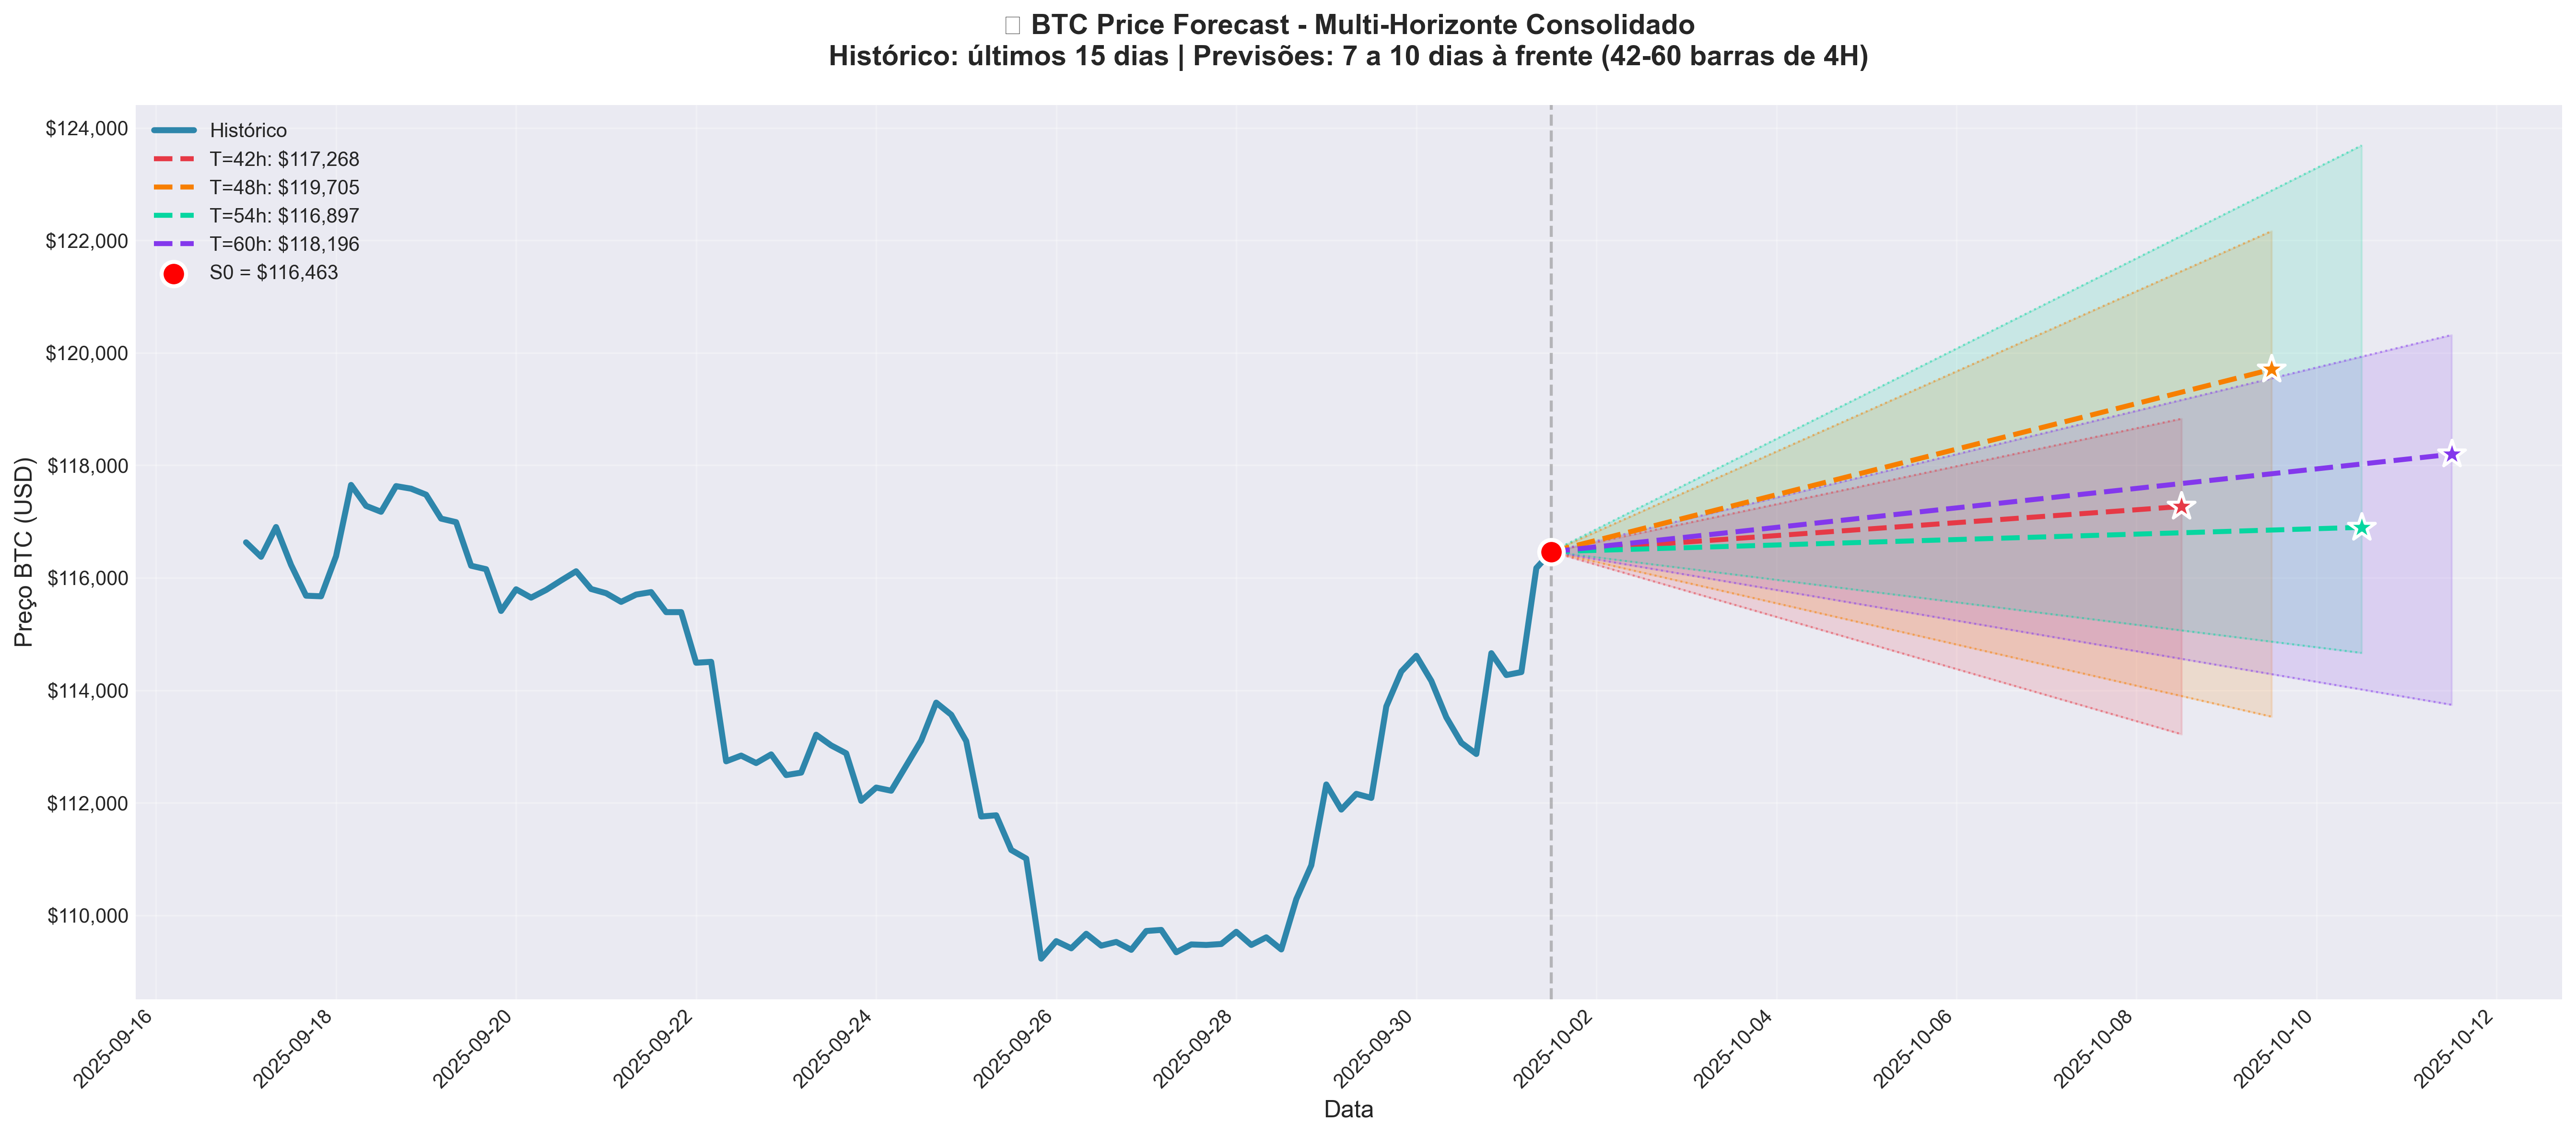 BTC Price Forecast - Multi-Horizonte Consolidado
Histórico: últimos 15 dias | Previsões: 7 a 10 dias à frente (42-60 barras de 4H)
Histórico
T=42h: $117,268
T=48h: $119,705
T=54h: $116,897
T=60h: $118,196
S0 = $116,463
$124,000
$122,000
$120,000
$118,000
$116,000
$114,000
$112,000
$110,000
Preço BTC (USD)
2025-09-16
2025-09-18
2025-09-20
2025-09-22
2025-09-24
2025-09-26
2025-09-28
2025-09-30
2025-10-02
2025-10-04
2025-10-06
2025-10-08
2025-10-10
2025-10-12
Data